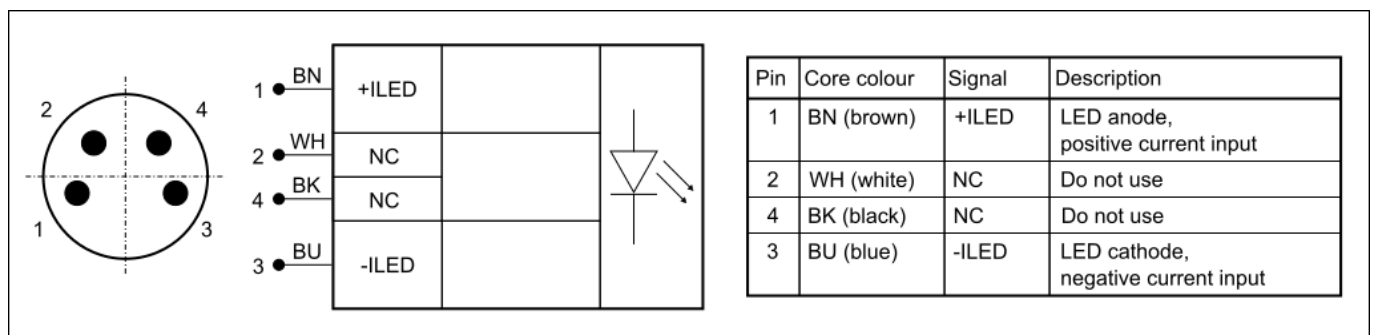 2
4
1
3
1 BN
+ILED
2 WH
NC
4 BK
NC
3 BU
-ILED
Pin Core colour Signal Description
1 BN (brown) +ILED LED anode,
positive current input
2 WH (white) NC Do not use
4 BK (black) NC Do not use
3 BU (blue) -ILED LED cathode,
negative current input